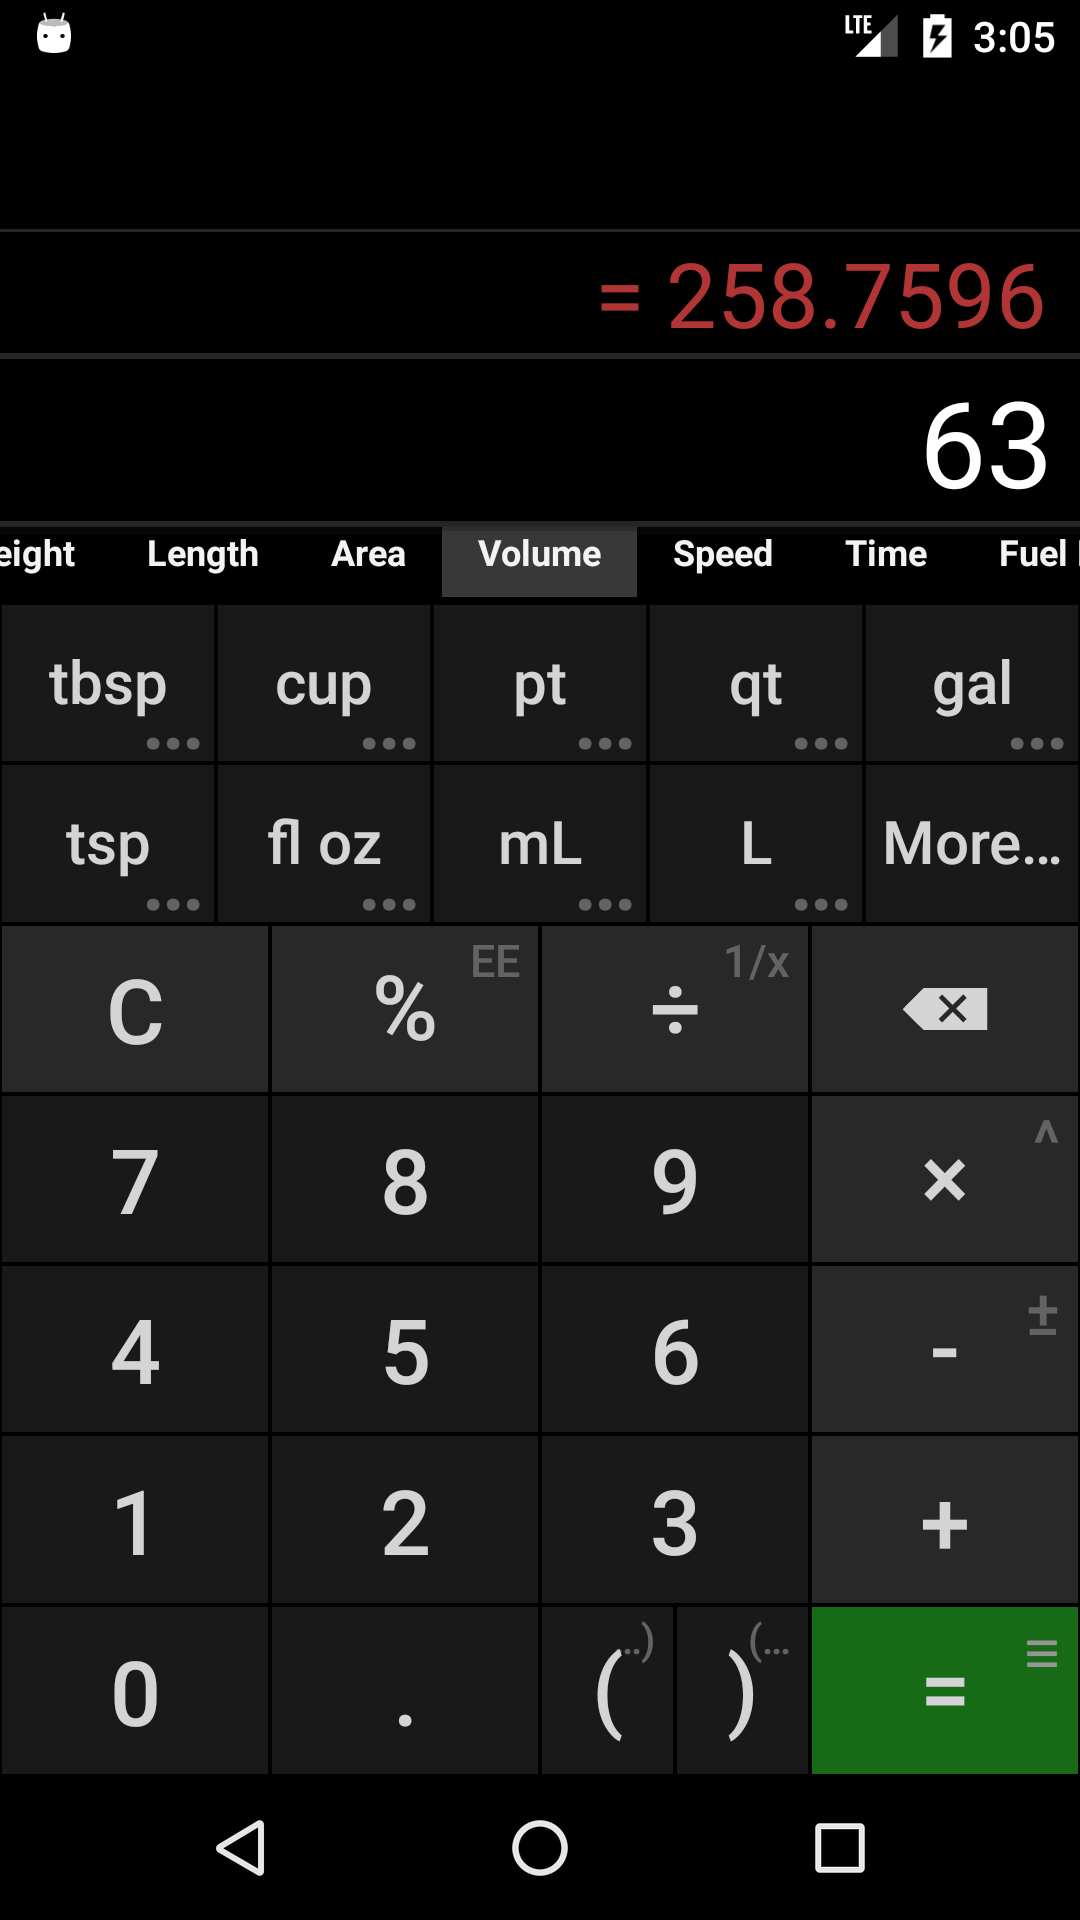 LTE 3:05
= 258.7596
63
eight Length Area Volume Speed Time Fuel
tbsp cup pt qt gal
... ... ... ... ...
tsp fl oz mL L More...
... ... ... ...
C % EE ÷ 1/x
7 8 9 × ^
4 5 6 - ±
1 2 3 +
0 . ( ..) ) (... =